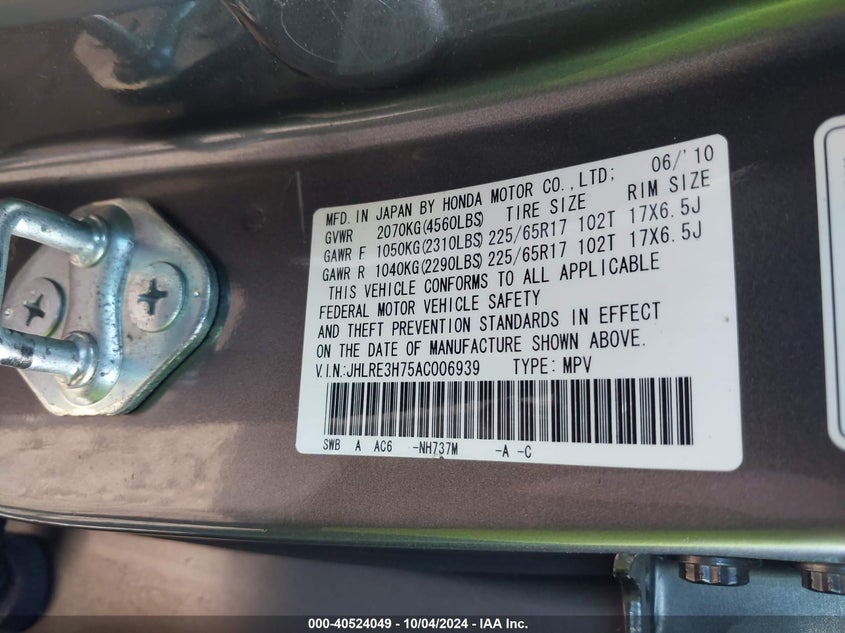 MFD. IN JAPAN BY HONDA MOTOR CO.,LTD; 06/'10
GVWR 2070KG(4560LBS) TIRE SIZE RIM SIZE
GAWR F 1050KG(2310LBS) 225/65R17 102T 17X6.5J
GAWR R 1040KG(2290LBS) 225/65R17 102T 17X6.5J
THIS VEHICLE CONFORMS TO ALL APPLICABLE
FEDERAL MOTOR VEHICLE SAFETY
AND THEFT PREVENTION STANDARDS IN EFFECT
ON THE DATE OF MANUFACTURE SHOWN ABOVE.
V.I.N.:JHLRE3H75AC006939 TYPE: MPV
SWB A AC6 -NH737M -A -C
000-40524049 - 10/04/2024 - IAA Inc.